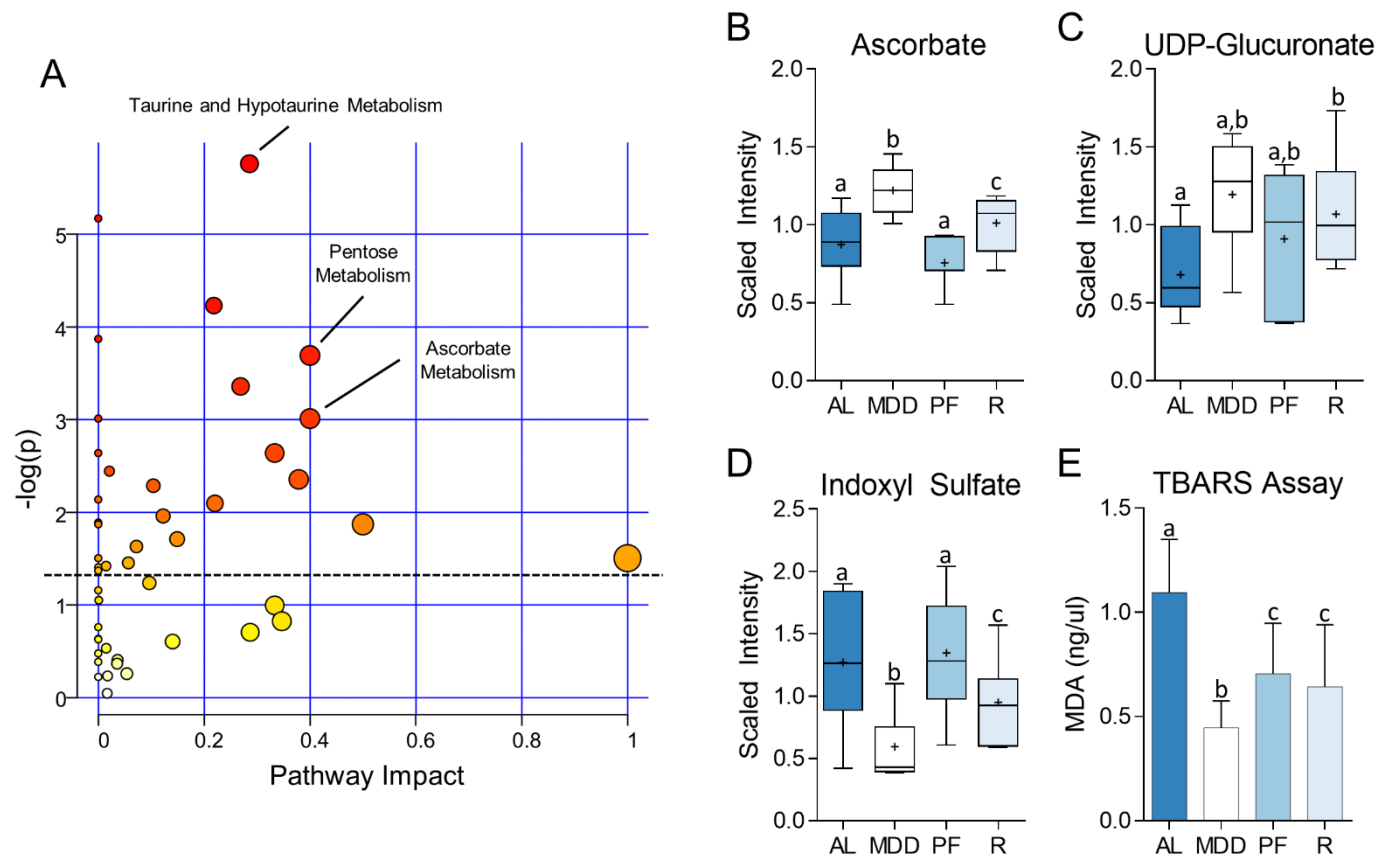 A
Taurine and Hypotaurine Metabolism
Pentose
Metabolism
Ascorbate
Metabolism
-log(p)
5
4
3
2
1
0
0 0.2 0.4 0.6 0.8 1
Pathway Impact
B
Ascorbate
Scaled Intensity
2.0
1.5
1.0
0.5
0.0
a b a c
AL MDD PF R
C
UDP-Glucuronate
Scaled Intensity
2.0
1.5
1.0
0.5
0.0
a a,b a,b b
AL MDD PF R
D
Indoxyl Sulfate
Scaled Intensity
2.5
2.0
1.5
1.0
0.5
0.0
a b a c
AL MDD PF R
E
TBARS Assay
MDA (ng/ul)
1.5
1.0
0.5
0.0
a b c c
AL MDD PF R